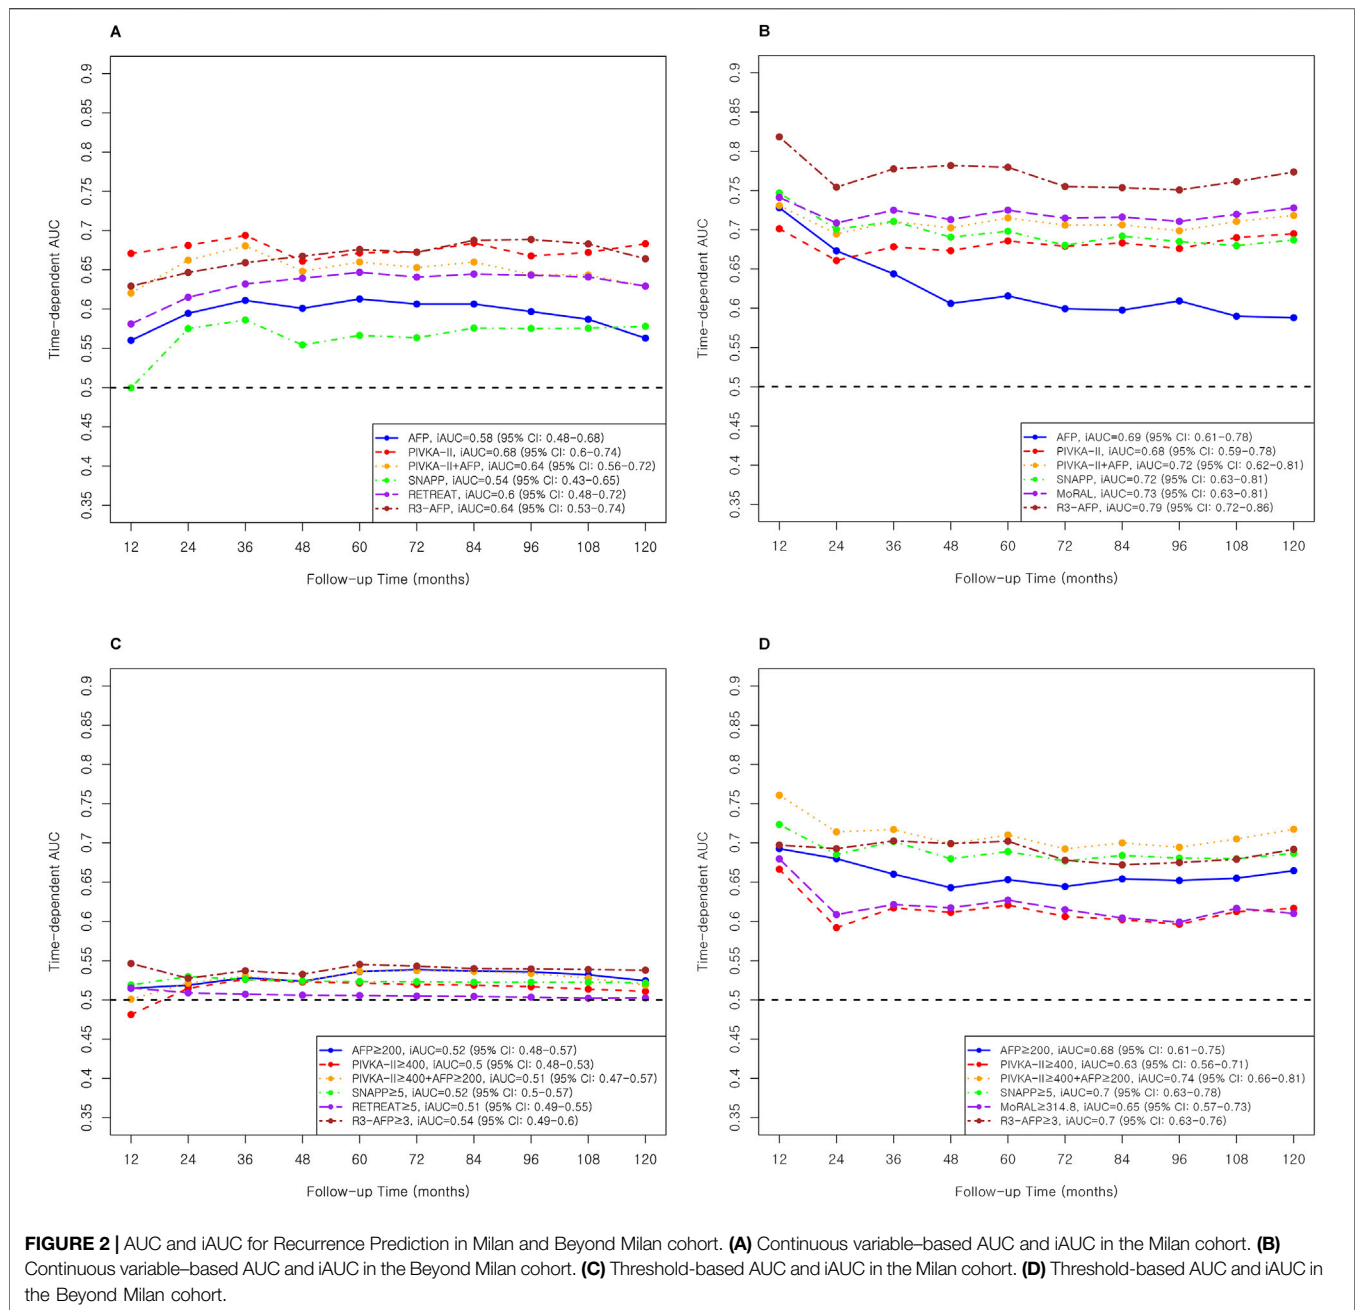 A
Time-dependent AUC
0.9
0.85
0.8
0.75
0.7
0.65
0.6
0.55
0.5
0.45
0.4
0.35
AFP, iAUC=0.58 (95% CI: 0.48-0.68)
PIVKA-II, iAUC=0.68 (95% CI: 0.6-0.74)
PIVKA-II+AFP, iAUC=0.64 (95% CI: 0.56-0.72)
SNAPP, iAUC=0.54 (95% CI: 0.43-0.65)
RETREAT, iAUC=0.6 (95% CI: 0.48-0.72)
R3-AFP, iAUC=0.64 (95% CI: 0.53-0.74)
12 24 36 48 60 72 84 96 108 120
Follow-up Time (months)
B
Time-dependent AUC
0.9
0.85
0.8
0.75
0.7
0.65
0.6
0.55
0.5
0.45
0.4
0.35
AFP, iAUC=0.69 (95% CI: 0.61-0.78)
PIVKA-II, iAUC=0.68 (95% CI: 0.59-0.78)
PIVKA-II+AFP, iAUC=0.72 (95% CI: 0.62-0.81)
SNAPP, iAUC=0.72 (95% CI: 0.63-0.81)
MoRAL, iAUC=0.73 (95% CI: 0.63-0.81)
R3-AFP, iAUC=0.79 (95% CI: 0.72-0.86)
12 24 36 48 60 72 84 96 108 120
Follow-up Time (months)
C
Time-dependent AUC
0.9
0.85
0.8
0.75
0.7
0.65
0.6
0.55
0.5
0.45
0.4
0.35
AFP≥200, iAUC=0.52 (95% CI: 0.48-0.57)
PIVKA-II≥400, iAUC=0.5 (95% CI: 0.48-0.53)
PIVKA-II≥400+AFP≥200, iAUC=0.51 (95% CI: 0.47-0.57)
SNAPP≥5, iAUC=0.52 (95% CI: 0.5-0.57)
RETREAT≥5, iAUC=0.51 (95% CI: 0.49-0.55)
R3-AFP≥3, iAUC=0.54 (95% CI: 0.49-0.6)
12 24 36 48 60 72 84 96 108 120
Follow-up Time (months)
D
Time-dependent AUC
0.9
0.85
0.8
0.75
0.7
0.65
0.6
0.55
0.5
0.45
0.4
0.35
AFP≥200, iAUC=0.68 (95% CI: 0.61-0.75)
PIVKA-II≥400, iAUC=0.63 (95% CI: 0.56-0.71)
PIVKA-II≥400+AFP≥200, iAUC=0.74 (95% CI: 0.66-0.81)
SNAPP≥5, iAUC=0.7 (95% CI: 0.63-0.78)
MoRAL≥314.8, iAUC=0.65 (95% CI: 0.57-0.73)
R3-AFP≥3, iAUC=0.7 (95% CI: 0.63-0.76)
12 24 36 48 60 72 84 96 108 120
Follow-up Time (months)
FIGURE 2 | AUC and iAUC for Recurrence Prediction in Milan and Beyond Milan cohort. (A) Continuous variable–based AUC and iAUC in the Milan cohort. (B)
Continuous variable–based AUC and iAUC in the Beyond Milan cohort. (C) Threshold-based AUC and iAUC in the Milan cohort. (D) Threshold-based AUC and iAUC in
the Beyond Milan cohort.